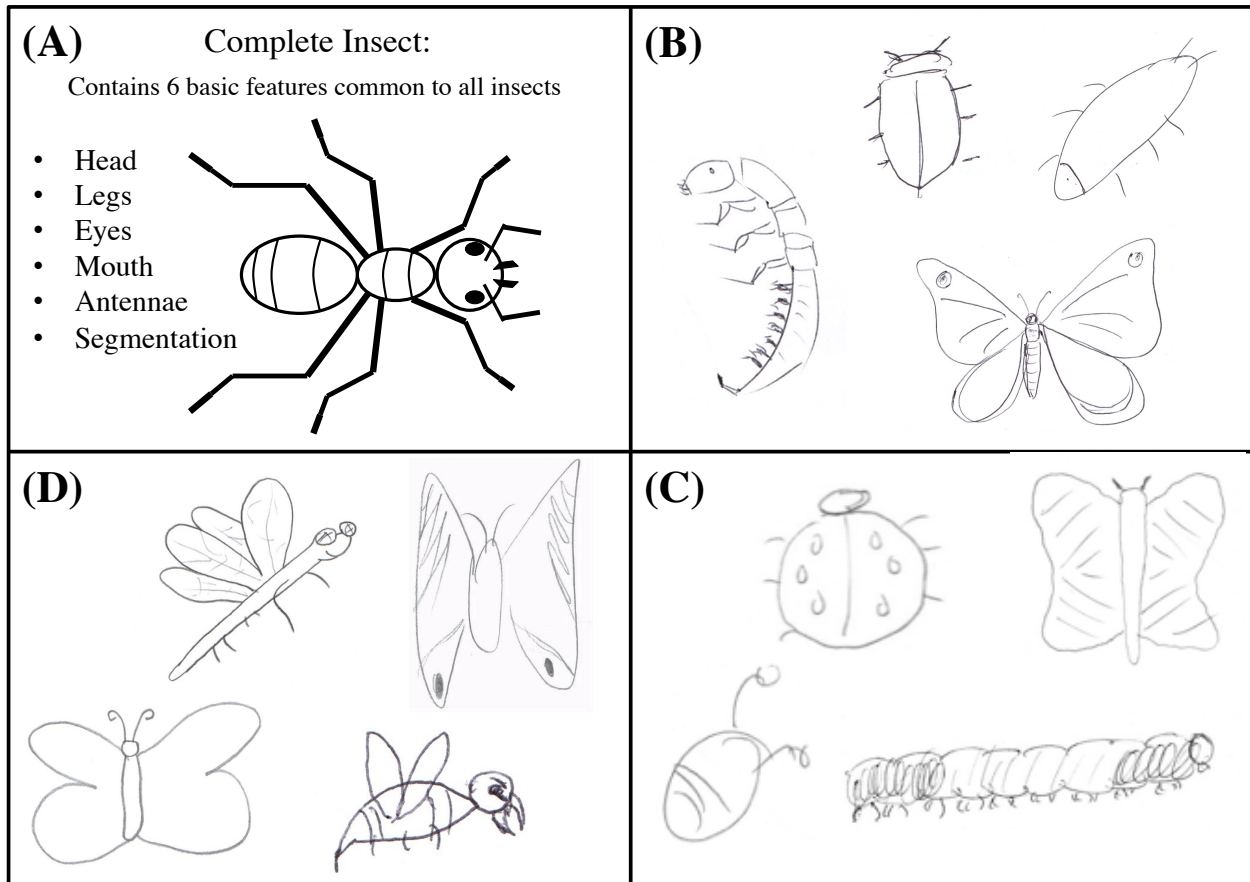 (A)
Complete Insect:
Contains 6 basic features common to all insects
• Head
• Legs
• Eyes
• Mouth
• Antennae
• Segmentation
(B)
(D)
(C)